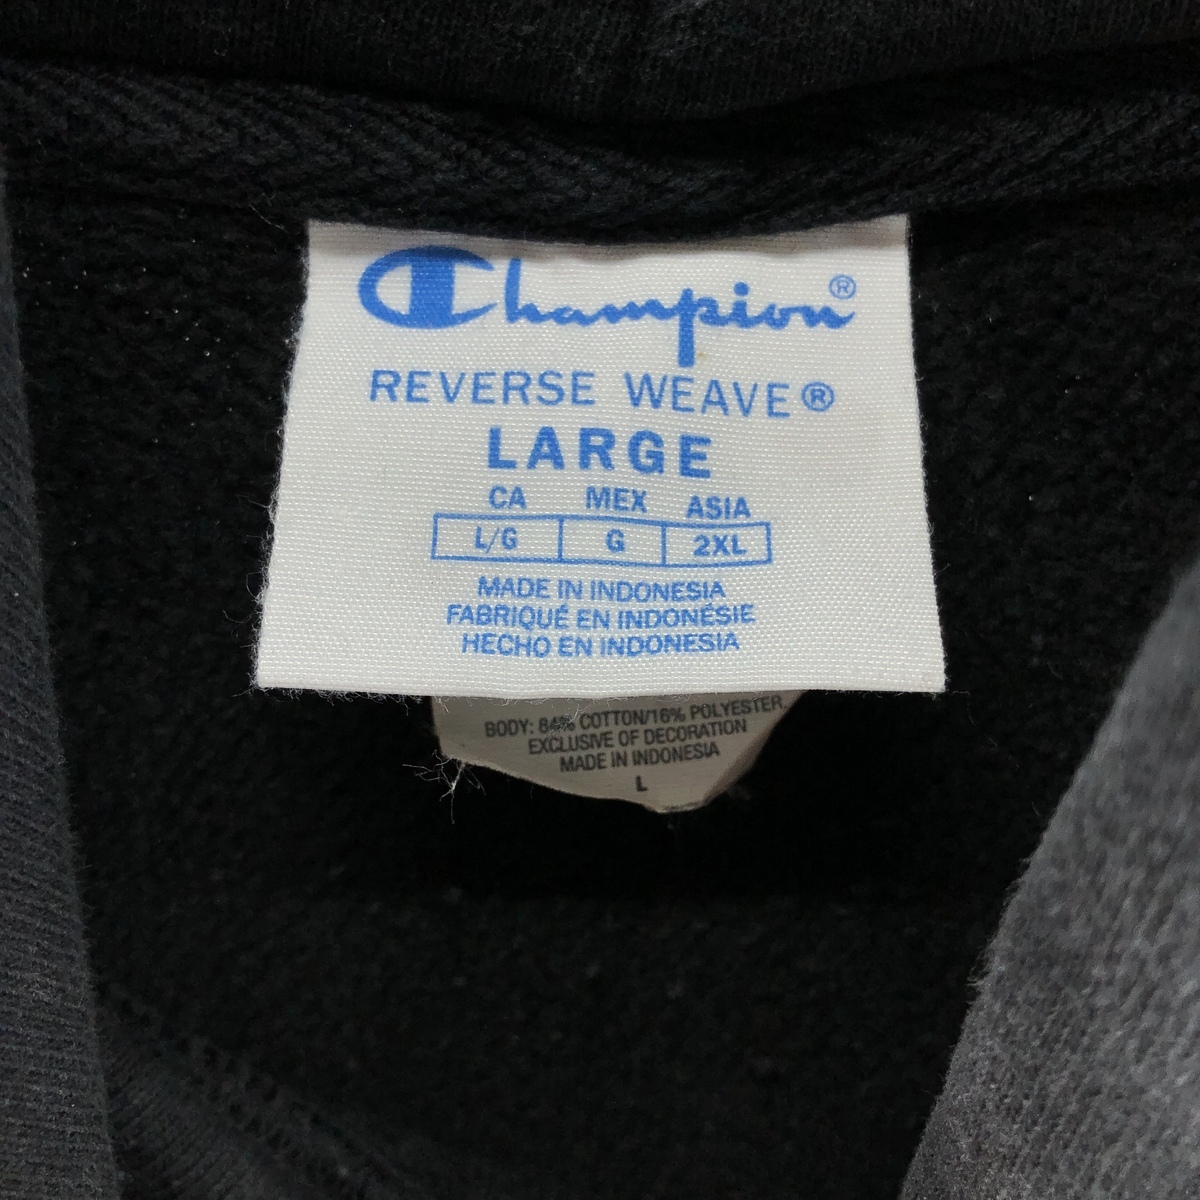 Champion®
REVERSE WEAVE®
LARGE
CA MEX ASIA
L/G G 2XL
MADE IN INDONESIA
FABRIQUÉ EN INDONÉSIE
HECHO EN INDONESIA
BODY: 84% COTTON/16% POLYESTER,
EXCLUSIVE OF DECORATION
MADE IN INDONESIA
L